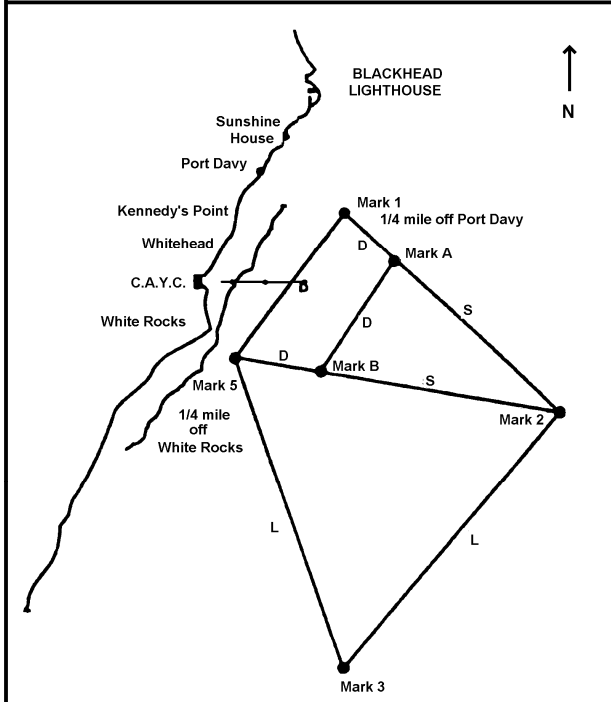 BLACKHEAD
LIGHTHOUSE
N
Sunshine
House
Port Davy
Kennedy's Point
Mark 1
1/4 mile off Port Davy
Whitehead
D
Mark A
C.A.Y.C.
B
S
White Rocks
D
D
Mark B
Mark 5
S
1/4 mile
off
White Rocks
Mark 2
L
L
Mark 3